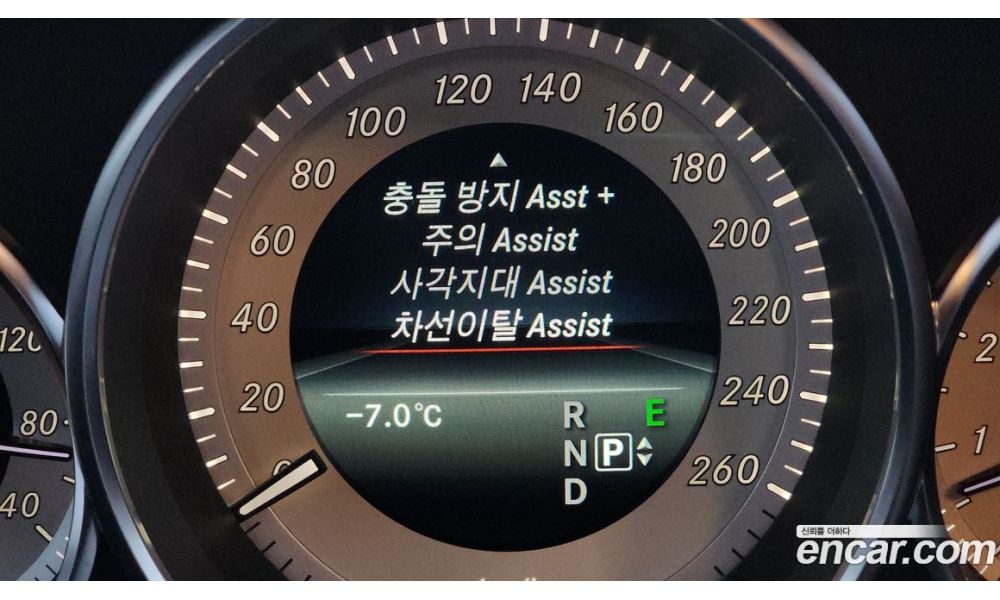 120 140
100 160
충돌 방지 Asst +
80 180
주의 Assist
60 200
사각지대 Assist
40 220
차선이탈 Assist
20 240
-7.0°C R E
N P
260
D
80
40
2
1
신뢰를 더하다
encar.com